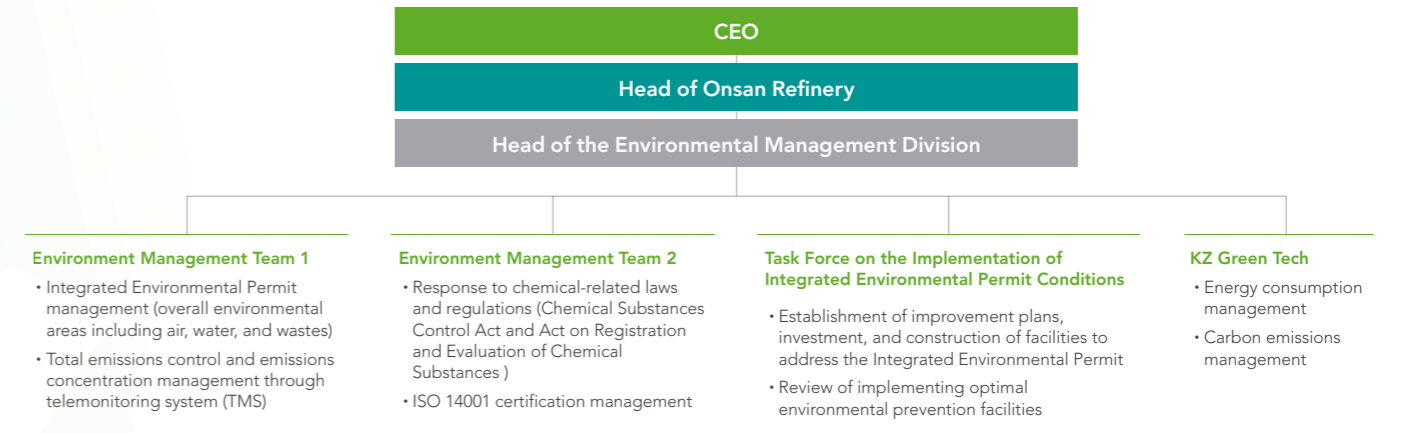 CEO
Head of Onsan Refinery
Head of the Environmental Management Division
Environment Management Team 1
• Integrated Environmental Permit
management (overall environmental
areas including air, water, and wastes)
• Total emissions control and emissions
concentration management through
telemonitoring system (TMS)
Environment Management Team 2
• Response to chemical-related laws
and regulations (Chemical Substances
Control Act and Act on Registration
and Evaluation of Chemical
Substances )
• ISO 14001 certification management
Task Force on the Implementation of
Integrated Environmental Permit Conditions
• Establishment of improvement plans,
investment, and construction of facilities to
address the Integrated Environmental Permit
• Review of implementing optimal
environmental prevention facilities
KZ Green Tech
• Energy consumption
management
• Carbon emissions
management